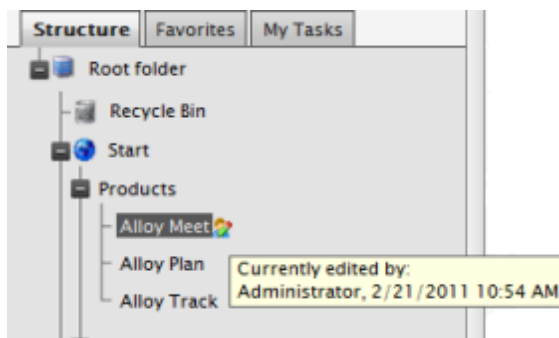 Structure Favorites My Tasks
Root folder
Recycle Bin
Start
Products
Alloy Meet
Alloy Plan
Currently edited by:
Administrator, 2/21/2011 10:54 AM
Alloy Track